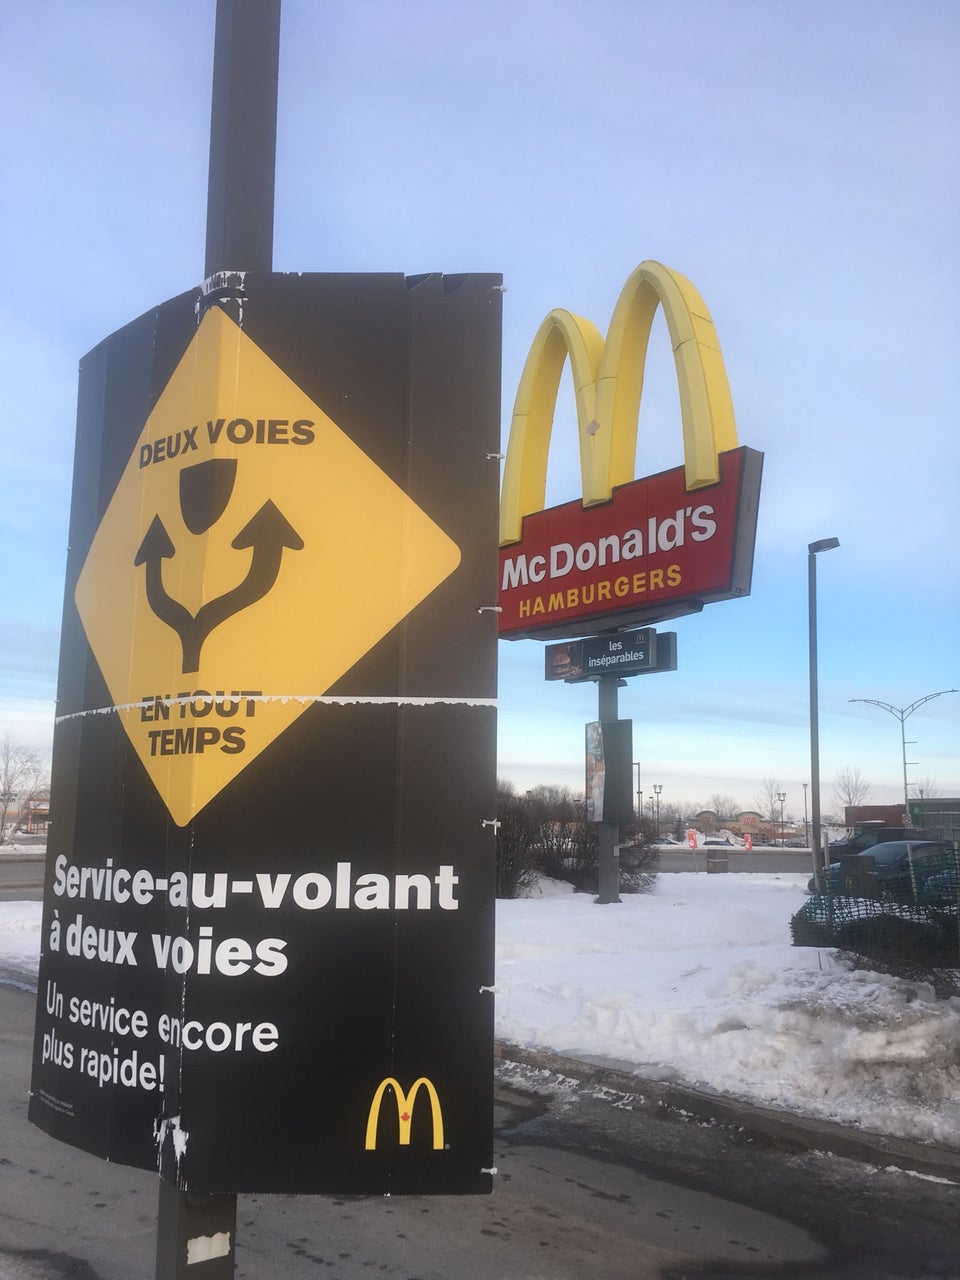 DEUX VOIES
EN TOUT
TEMPS
Service-au-volant
à deux voies
Un service encore
plus rapide!
McDonald's
HAMBURGERS
les
inséparables